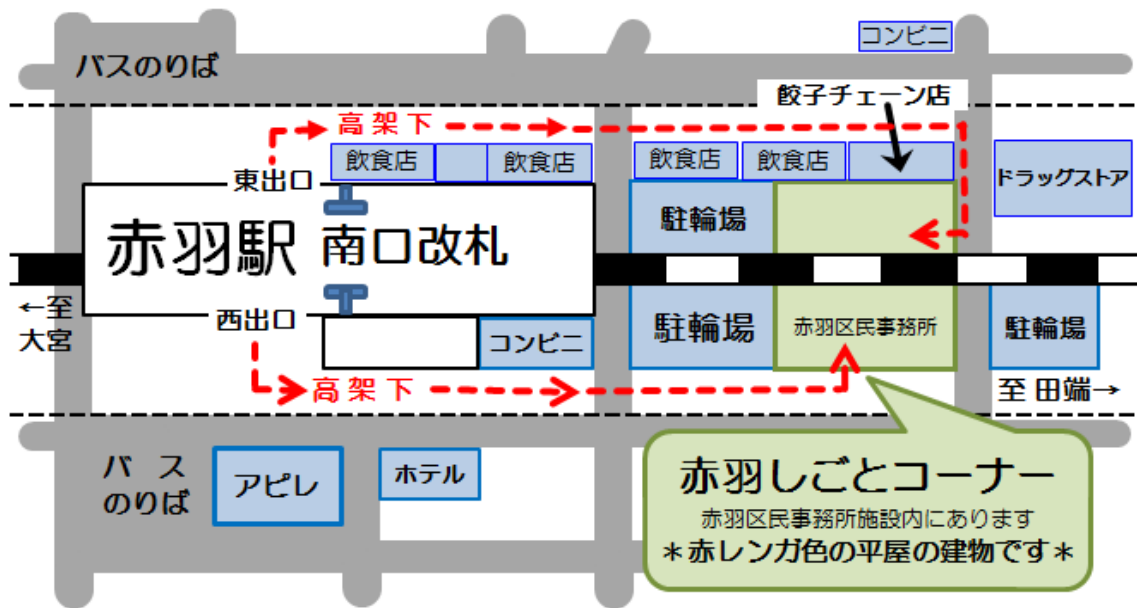 コンビニ
バスのりば
餃子チェーン店
高架下
飲食店
飲食店
飲食店
飲食店
東出口
ドラッグストア
駐輪場
赤羽駅 南口改札
←至
大宮
西出口
コンビニ
駐輪場
赤羽区民事務所
駐輪場
高架下
至 田端→
バス
のりば
アピレ
ホテル
赤羽しごとコーナー
赤羽区民事務所施設内にあります
＊赤レンガ色の平屋の建物です＊